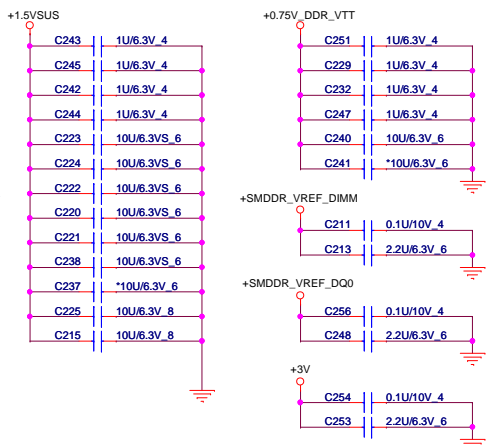 +1.5VSUS
C243 1U/6.3V_4
C245 1U/6.3V_4
C242 1U/6.3V_4
C244 1U/6.3V_4
C223 10U/6.3VS_6
C224 10U/6.3VS_6
C222 10U/6.3VS_6
C220 10U/6.3VS_6
C221 10U/6.3VS_6
C238 10U/6.3VS_6
C237 *10U/6.3V_6
C225 10U/6.3V_8
C215 10U/6.3V_8
+0.75V_DDR_VTT
C251 1U/6.3V_4
C229 1U/6.3V_4
C232 1U/6.3V_4
C247 1U/6.3V_4
C240 10U/6.3V_6
C241 *10U/6.3V_6
+SMDDR_VREF_DIMM
C211 0.1U/10V_4
C213 2.2U/6.3V_6
+SMDDR_VREF_DQ0
C256 0.1U/10V_4
C248 2.2U/6.3V_6
+3V
C254 0.1U/10V_4
C253 2.2U/6.3V_6